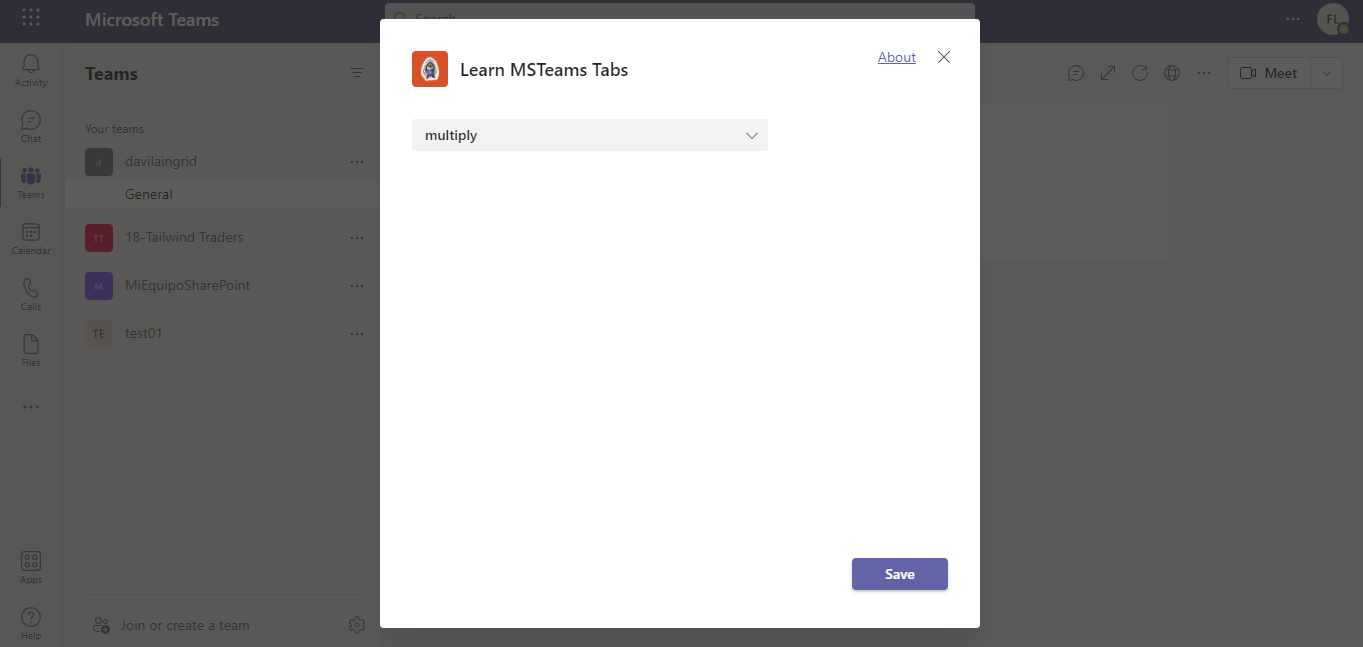 Microsoft Teams
Search
FL
Activity
Chat
Teams
Calendar
Calls
Files
Apps
Help
Teams
Your teams
d
davilaingrid
General
TT
18-Tailwind Traders
M
MiEquipoSharePoint
TE
test01
Join or create a team
Learn MSTeams Tabs
About
multiply
Save
Meet